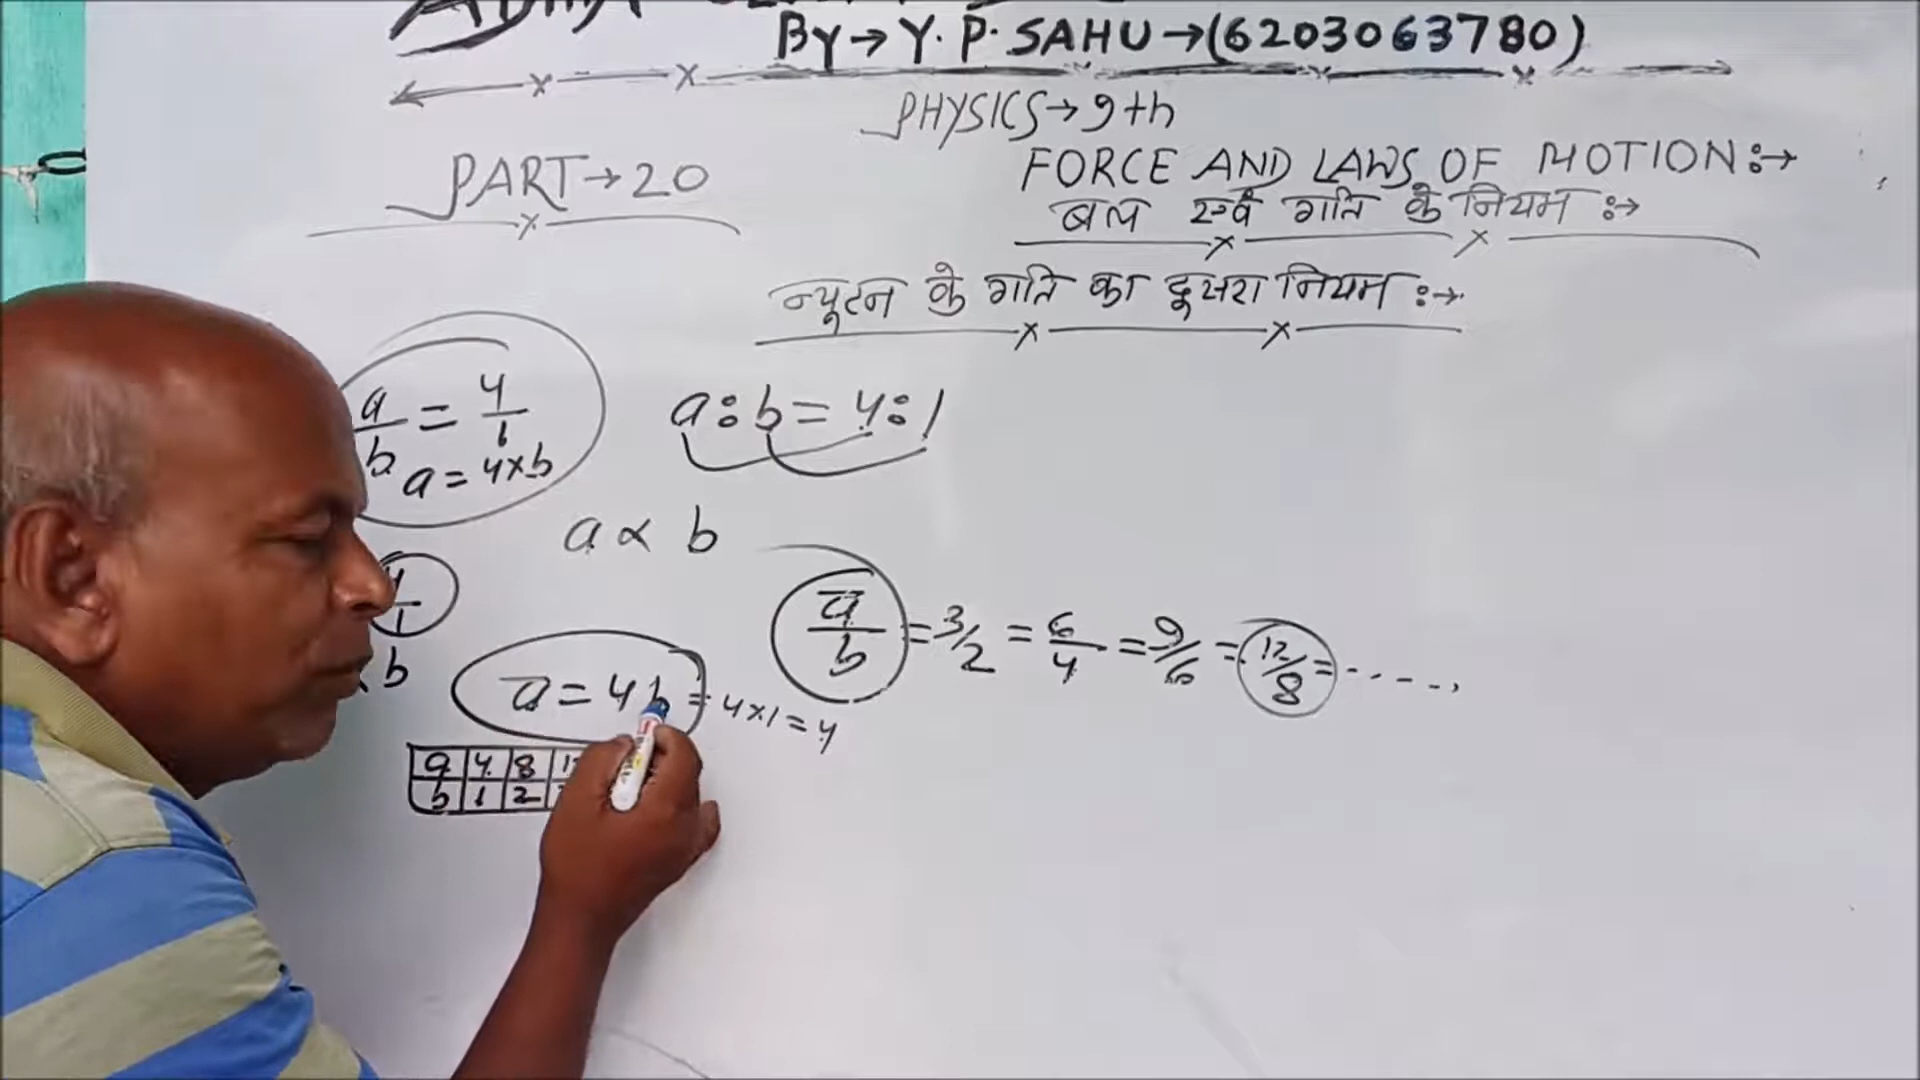 By→Y.P.SAHU→(6203063780)
PHYSICS→9th
PART→20
FORCE AND LAWS OF MOTION:→
बल एवं गति के नियम:→
न्यूटन के गति का दूसरा नियम:→
a/b = 4/1
a = 4×b
a:b = 4:1
a ∝ b
a/b = 3/2 = 6/4 = 9/6 = 12/8 = -----
b
a = 4b = 4×1 = 4
a 4 8
b 1 2